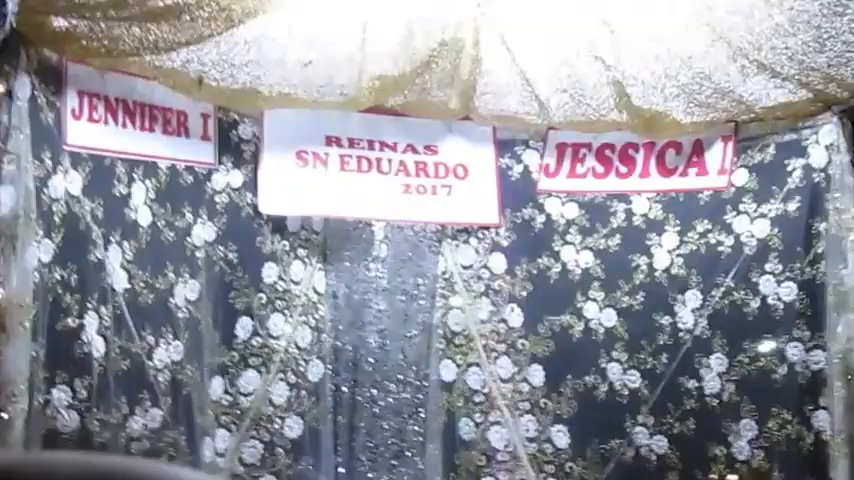 JENNIFER I
REINAS
SN EDUARDO
2017
JESSICA I